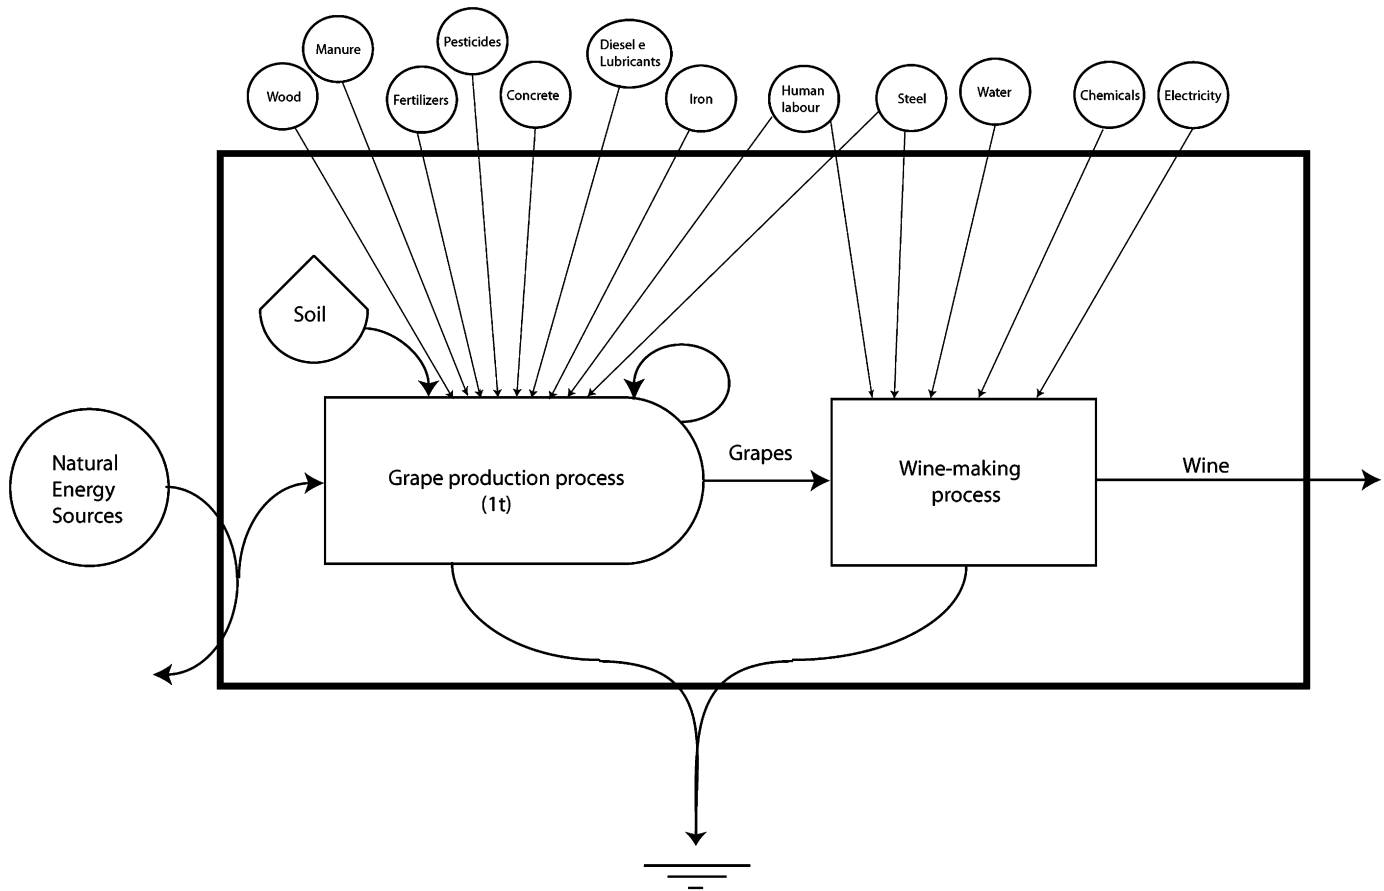 Wood
Manure
Fertilizers
Pesticides
Concrete
Diesel e
Lubricants
Iron
Human
labour
Steel
Water
Chemicals
Electricity
Soil
Natural
Energy
Sources
Grape production process
(1t)
Grapes
Wine-making
process
Wine